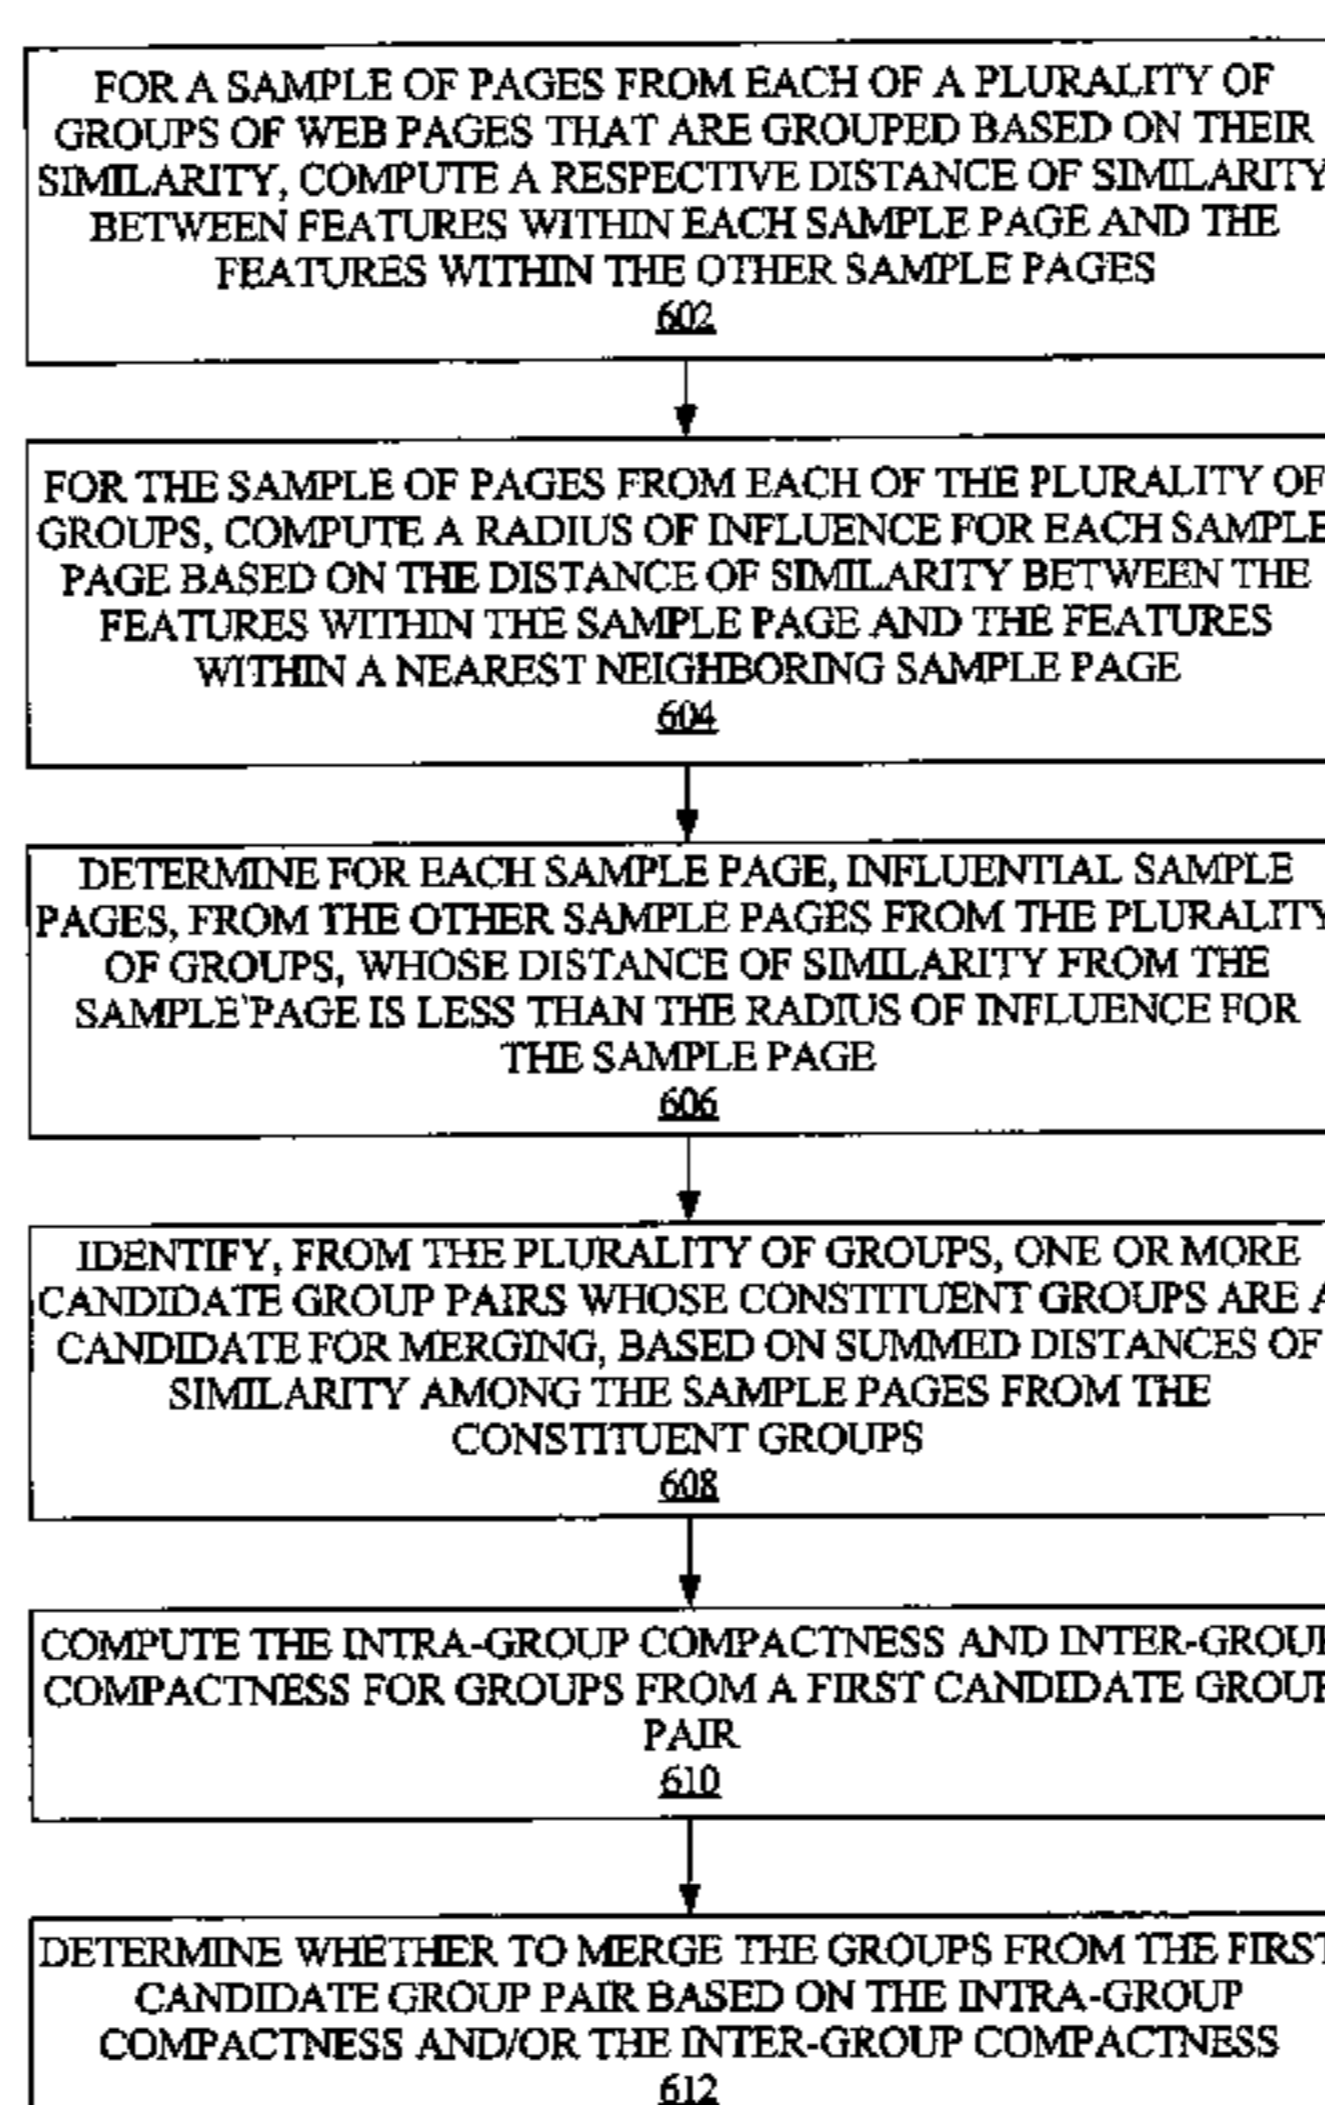 FOR A SAMPLE OF PAGES FROM EACH OF A PLURALITY OF
GROUPS OF WEB PAGES THAT ARE GROUPED BASED ON THEIR
SIMILARITY, COMPUTE A RESPECTIVE DISTANCE OF SIMILARITY
BETWEEN FEATURES WITHIN EACH SAMPLE PAGE AND THE
FEATURES WITHIN THE OTHER SAMPLE PAGES
602
FOR THE SAMPLE OF PAGES FROM EACH OF THE PLURALITY OF
GROUPS, COMPUTE A RADIUS OF INFLUENCE FOR EACH SAMPLE
PAGE BASED ON THE DISTANCE OF SIMILARITY BETWEEN THE
FEATURES WITHIN THE SAMPLE PAGE AND THE FEATURES
WITHIN A NEAREST NEIGHBORING SAMPLE PAGE
604
DETERMINE FOR EACH SAMPLE PAGE, INFLUENTIAL SAMPLE
PAGES, FROM THE OTHER SAMPLE PAGES FROM THE PLURALITY
OF GROUPS, WHOSE DISTANCE OF SIMILARITY FROM THE
SAMPLE PAGE IS LESS THAN THE RADIUS OF INFLUENCE FOR
THE SAMPLE PAGE
606
IDENTIFY, FROM THE PLURALITY OF GROUPS, ONE OR MORE
CANDIDATE GROUP PAIRS WHOSE CONSTITUENT GROUPS ARE A
CANDIDATE FOR MERGING, BASED ON SUMMED DISTANCES OF
SIMILARITY AMONG THE SAMPLE PAGES FROM THE
CONSTITUENT GROUPS
608
COMPUTE THE INTRA-GROUP COMPACTNESS AND INTER-GROUP
COMPACTNESS FOR GROUPS FROM A FIRST CANDIDATE GROUP
PAIR
610
DETERMINE WHETHER TO MERGE THE GROUPS FROM THE FIRST
CANDIDATE GROUP PAIR BASED ON THE INTRA-GROUP
COMPACTNESS AND/OR THE INTER-GROUP COMPACTNESS
612